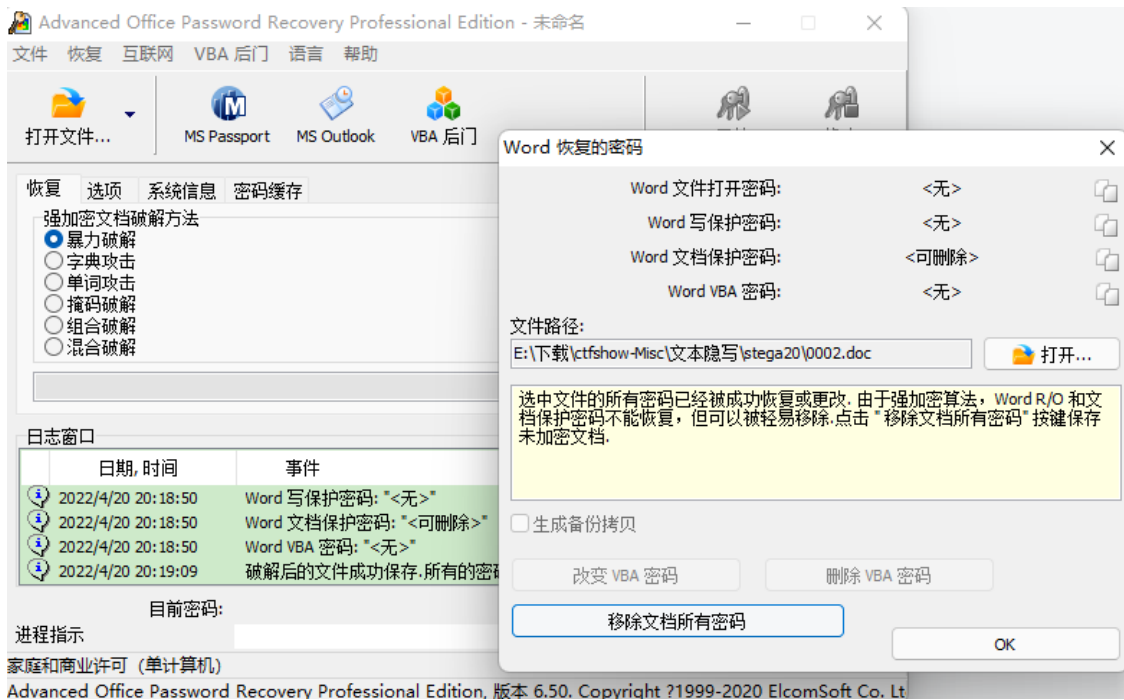 Advanced Office Password Recovery Professional Edition - 未命名
文件 恢复 互联网 VBA 后门 语言 帮助
打开文件... MS Passport MS Outlook VBA 后门
恢复 选项 系统信息 密码缓存
强加密文档破解方法
暴力破解
字典攻击
单词攻击
掩码破解
组合破解
混合破解
日志窗口
日期, 时间 事件
2022/4/20 20:18:50 Word 写保护密码: "<无>"
2022/4/20 20:18:50 Word 文档保护密码: "<可删除>"
2022/4/20 20:18:50 Word VBA 密码: "<无>"
2022/4/20 20:19:09 破解后的文件成功保存.所有的密
目前密码:
进程指示
家庭和商业许可 (单计算机)
Advanced Office Password Recovery Professional Edition, 版本 6.50. Copyright ?1999-2020 ElcomSoft Co. Lt
Word 恢复的密码
Word 文件打开密码: <无>
Word 写保护密码: <无>
Word 文档保护密码: <可删除>
Word VBA 密码: <无>
文件路径:
E:\下载\ctfshow-Misc\文本隐写\stega20\0002.doc 打开...
选中文件的所有密码已经被成功恢复或更改. 由于强加密算法，Word R/O 和文
档保护密码不能恢复，但可以被轻易移除.点击 "移除文档所有密码" 按键保存
未加密文档.
生成备份拷贝
改变 VBA 密码 删除 VBA 密码
移除文档所有密码
OK